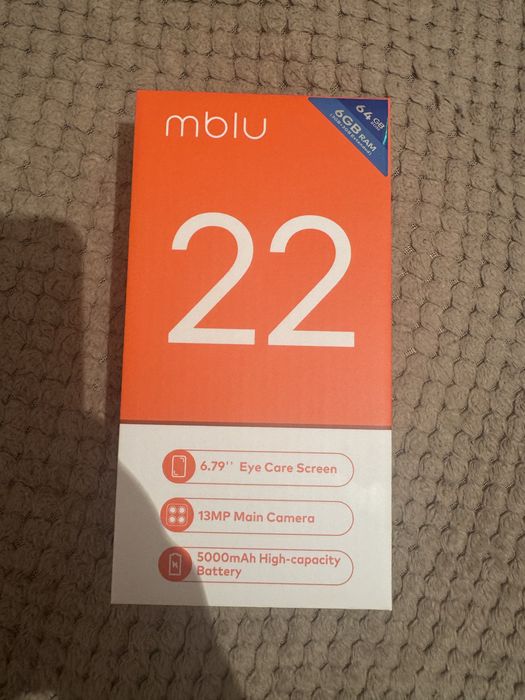 mblu
64 GB
6GB RAM
22
6.79'' Eye Care Screen
13MP Main Camera
5000mAh High-capacity
Battery